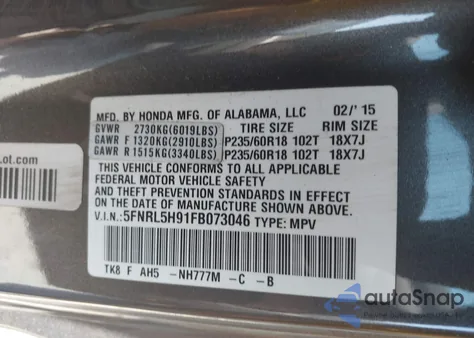 MFD. BY HONDA MFG. OF ALABAMA, LLC 02/'15
GVWR 2730KG(6019LBS) TIRE SIZE RIM SIZE
GAWR F 1320KG(2910LBS) P235/60R18 102T 18X7J
GAWR R 1515KG(3340LBS) P235/60R18 102T 18X7J
THIS VEHICLE CONFORMS TO ALL APPLICABLE
FEDERAL MOTOR VEHICLE SAFETY
AND THEFT PREVENTION STANDARDS IN EFFECT
ON THE DATE OF MANUFACTURE SHOWN ABOVE.
V.I.N.:5FNRL5H91FB073046 TYPE: MPV
TK8 F AH5 -NH777M -C -B
Lot.com
autaSnap